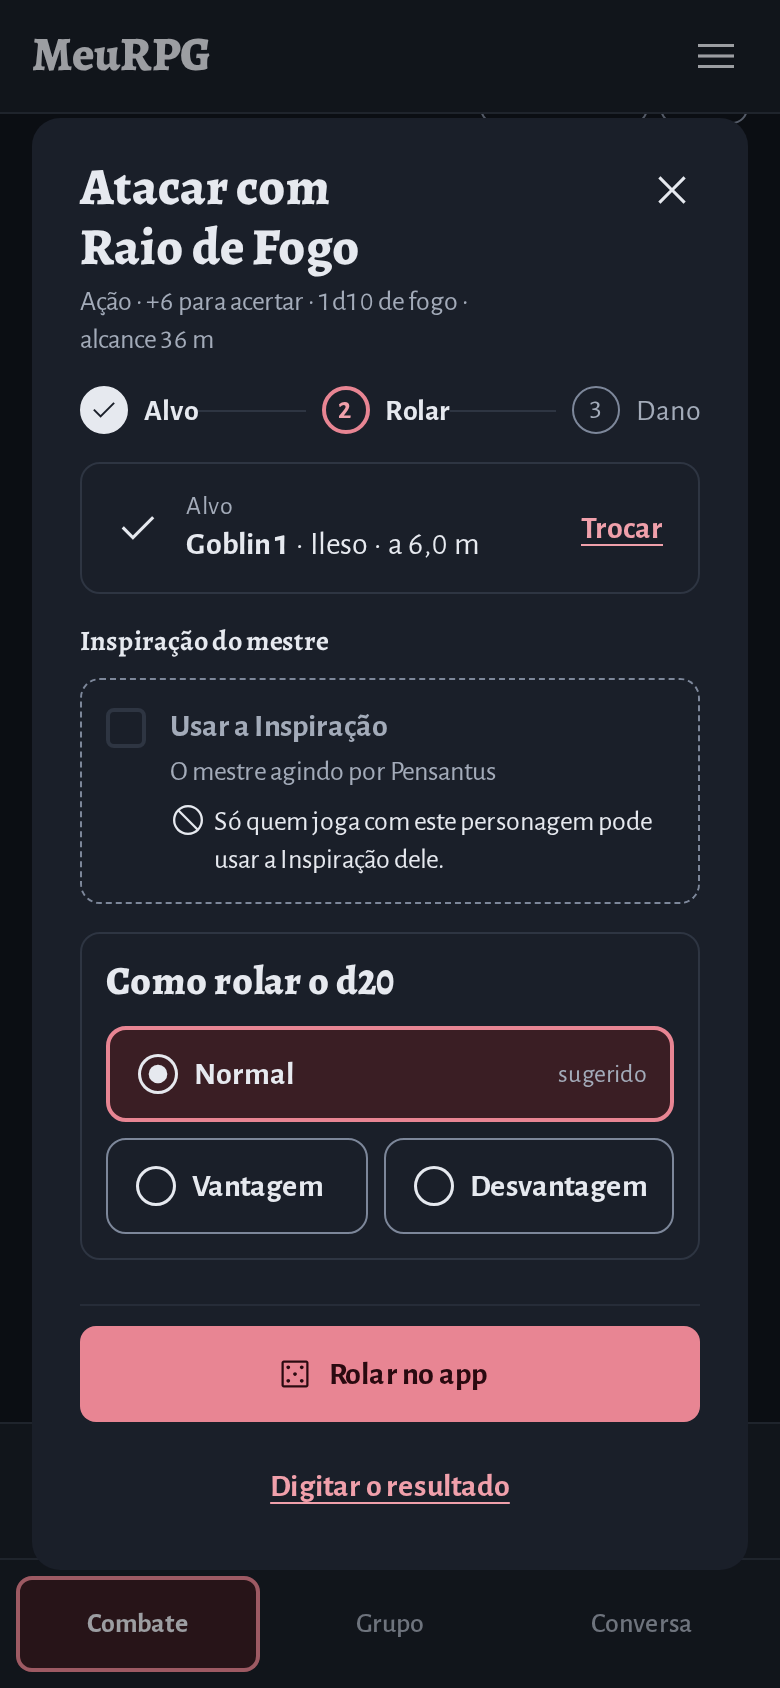 MeuRPG
Atacar com
Raio de Fogo
Ação · +6 para acertar · 1d10 de fogo ·
alcance 36 m
Alvo
2 Rolar
3 Dano
Alvo
Goblin 1 · Ileso · a 6,0 m
Trocar
Inspiração do mestre
Usar a Inspiração
O mestre agindo por Pensantus
Só quem joga com este personagem pode
usar a Inspiração dele.
Como rolar o d20
Normal
sugerido
Vantagem
Desvantagem
Rolar no app
Digitar o resultado
Combate
Grupo
Conversa